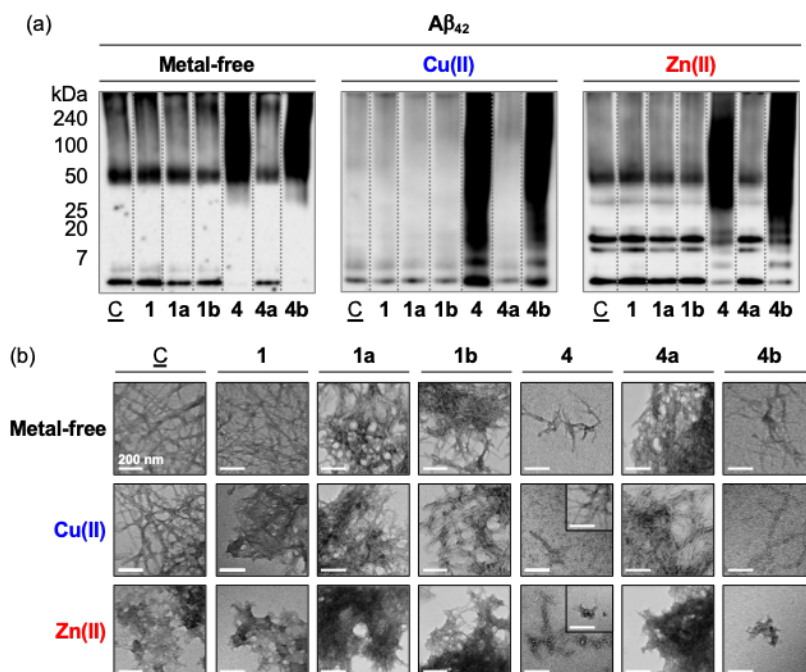 (a)
Aβ42
Metal-free Cu(II) Zn(II)
kDa
240
100
50
25
20
7
C 1 1a 1b 4 4a 4b C 1 1a 1b 4 4a 4b C 1 1a 1b 4 4a 4b
(b) C 1 1a 1b 4 4a 4b
Metal-free
200 nm
Cu(II)
Zn(II)